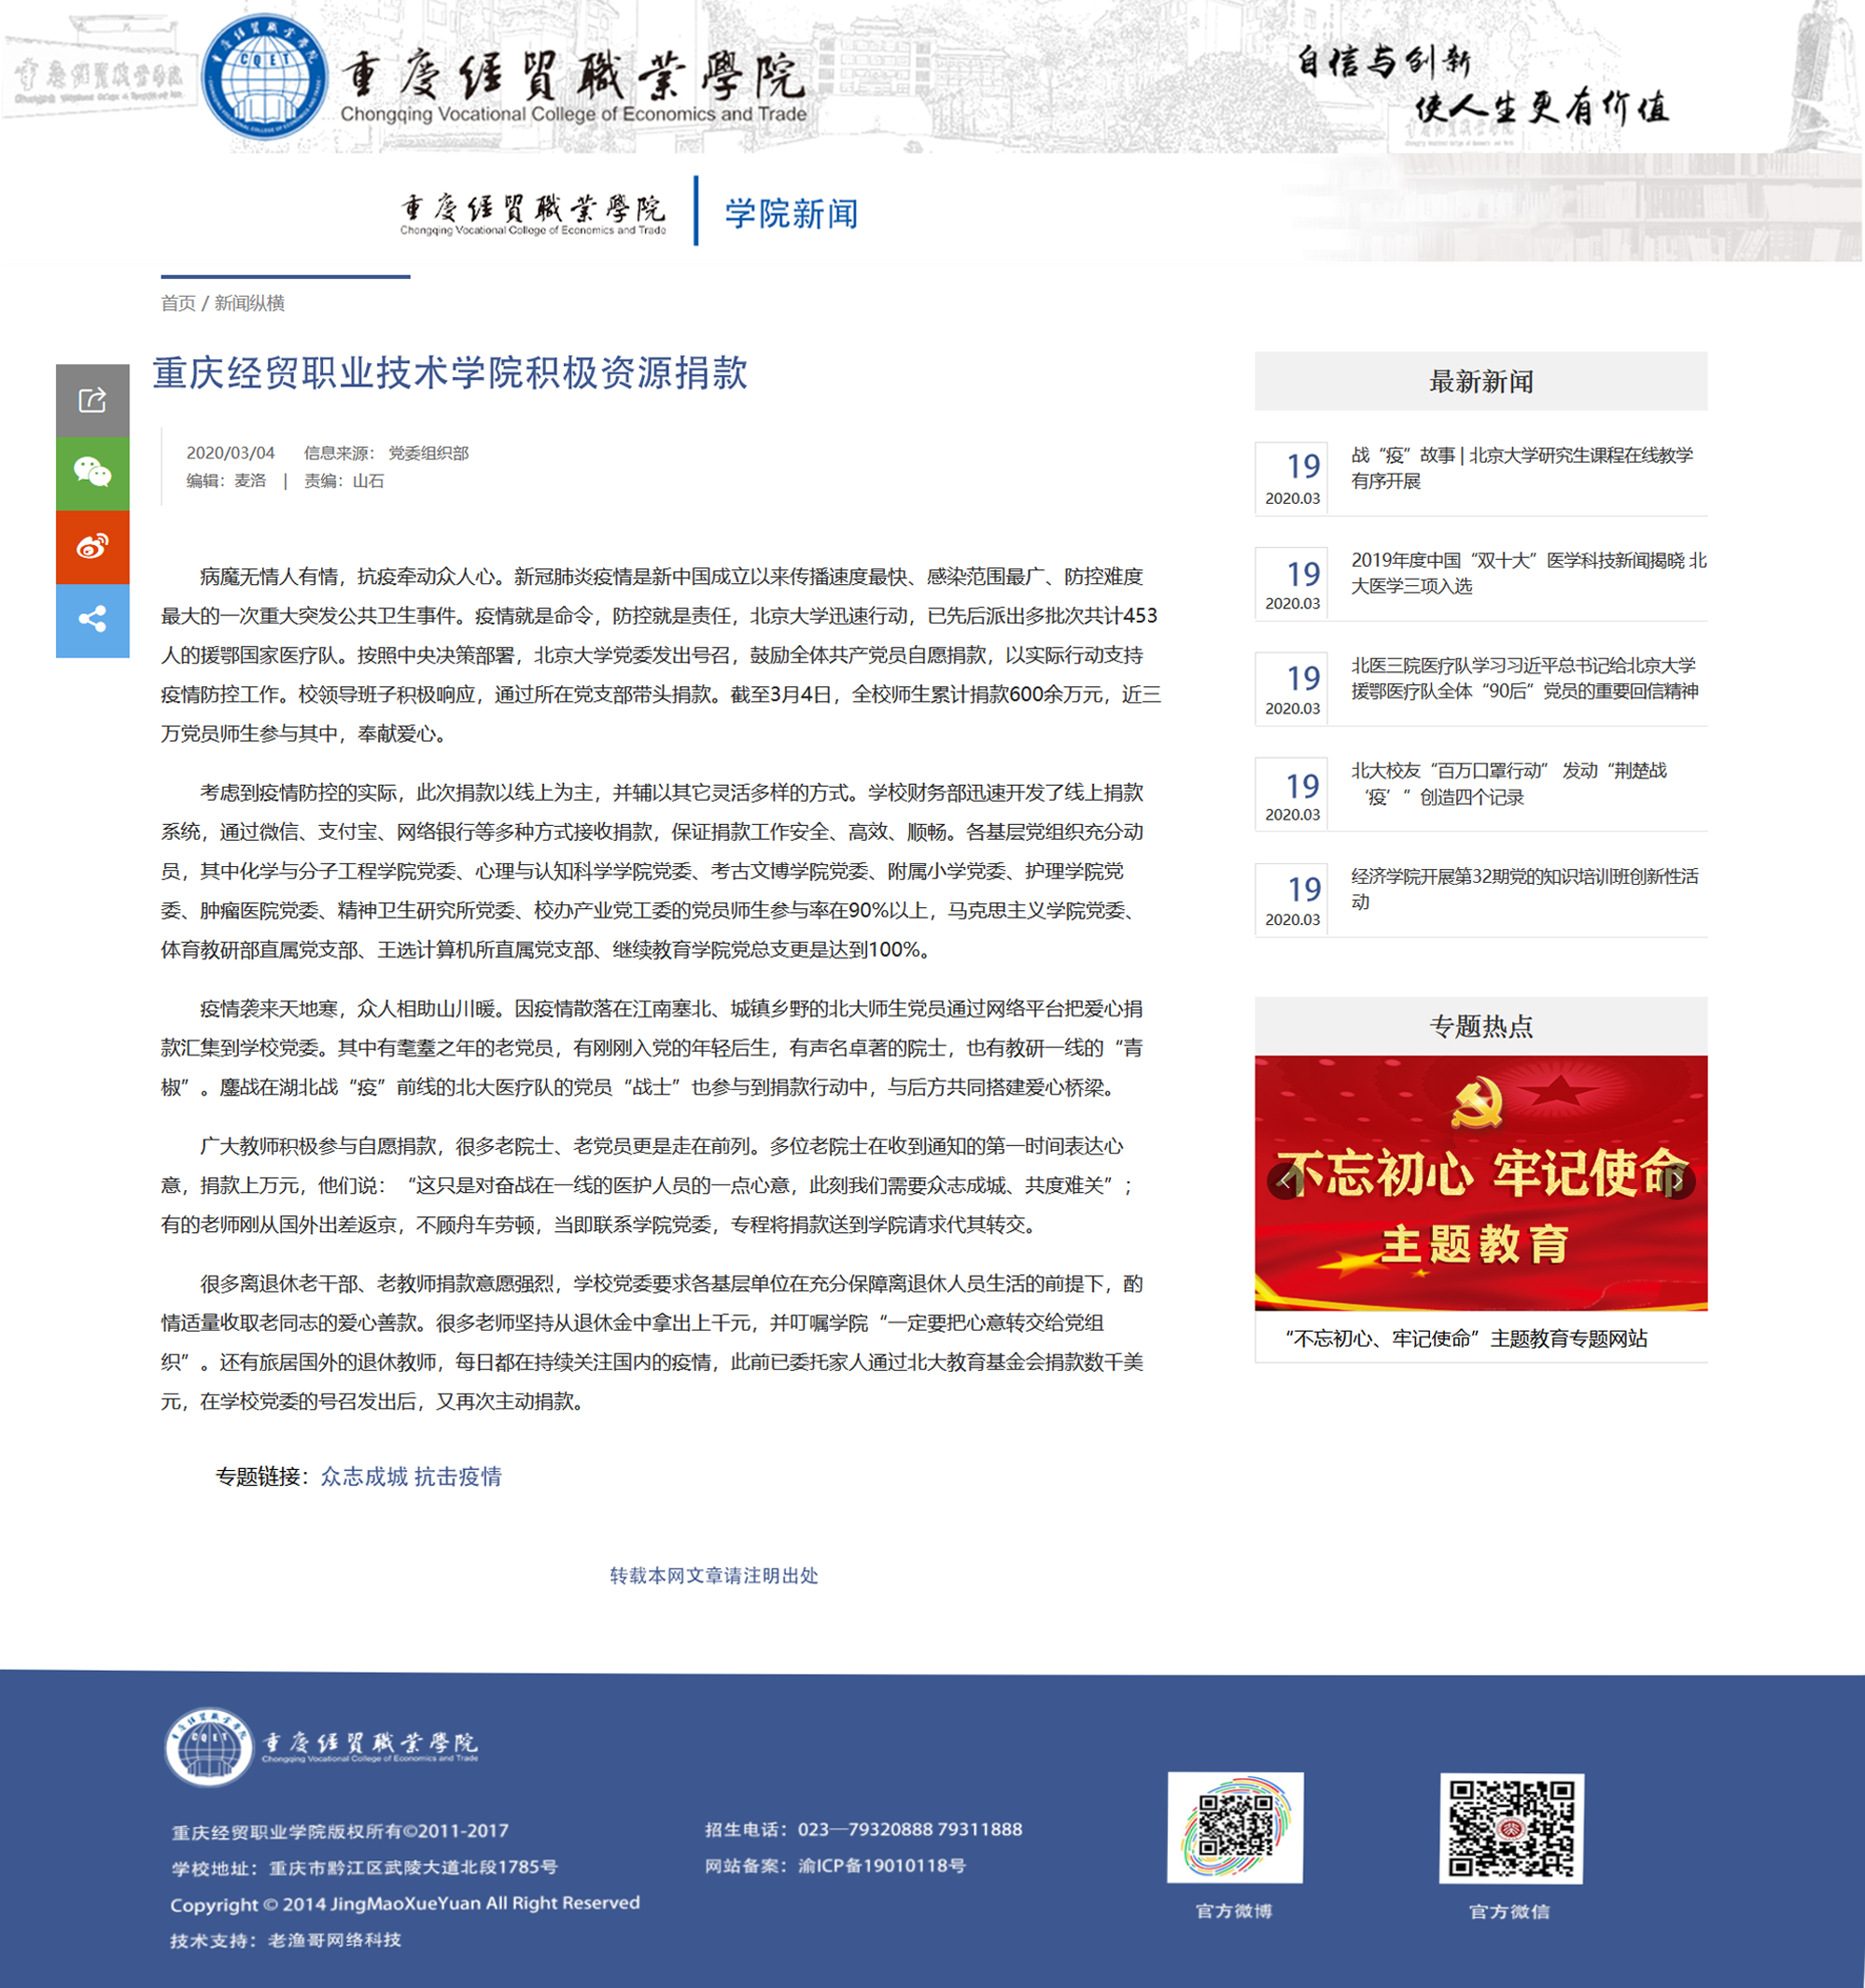 重慶經貿職業學院
Chongqing Vocational College of Economics and Trade
自信与创新
使人生更有价值
CQET
重慶經貿職業學院
Chongqing Vocational College of Economics and Trade
学院新闻
首页 / 新闻纵横
重庆经贸职业技术学院积极资源捐款
2020/03/04 信息来源： 党委组织部
编辑：麦洛 | 责编：山石
病魔无情人有情，抗疫牵动众人心。新冠肺炎疫情是新中国成立以来传播速度最快、感染范围最广、防控难度
最大的一次重大突发公共卫生事件。疫情就是命令，防控就是责任，北京大学迅速行动，已先后派出多批次共计453
人的援鄂国家医疗队。按照中央决策部署，北京大学党委发出号召，鼓励全体共产党员自愿捐款，以实际行动支持
疫情防控工作。校领导班子积极响应，通过所在党支部带头捐款。截至3月4日，全校师生累计捐款600余万元，近三
万党员师生参与其中，奉献爱心。
考虑到疫情防控的实际，此次捐款以线上为主，并辅以其它灵活多样的方式。学校财务部迅速开发了线上捐款
系统，通过微信、支付宝、网络银行等多种方式接收捐款，保证捐款工作安全、高效、顺畅。各基层党组织充分动
员，其中化学与分子工程学院党委、心理与认知科学学院党委、考古文博学院党委、附属小学党委、护理学院党
委、肿瘤医院党委、精神卫生研究所党委、校办产业党工委的党员师生参与率在90%以上，马克思主义学院党委、
体育教研部直属党支部、王选计算机所直属党支部、继续教育学院党总支更是达到100%。
疫情袭来天地寒，众人相助山川暖。因疫情散落在江南塞北、城镇乡野的北大师生党员通过网络平台把爱心捐
款汇集到学校党委。其中有耄耋之年的老党员，有刚刚入党的年轻后生，有声名卓著的院士，也有教研一线的“青
椒”。鏖战在湖北战“疫”前线的北大医疗队的党员“战士”也参与到捐款行动中，与后方共同搭建爱心桥梁。
广大教师积极参与自愿捐款，很多老院士、老党员更是走在前列。多位老院士在收到通知的第一时间表达心
意，捐款上万元，他们说：“这只是对奋战在一线的医护人员的一点心意，此刻我们需要众志成城、共度难关”；
有的老师刚从国外出差返京，不顾舟车劳顿，当即联系学院党委，专程将捐款送到学院请求代其转交。
很多离退休老干部、老教师捐款意愿强烈，学校党委要求各基层单位在充分保障离退休人员生活的前提下，酌
情适量收取老同志的爱心善款。很多老师坚持从退休金中拿出上千元，并叮嘱学院“一定要把心意转交给党组
织”。还有旅居国外的退休教师，每日都在持续关注国内的疫情，此前已委托家人通过北大教育基金会捐款数千美
元，在学校党委的号召发出后，又再次主动捐款。
专题链接：众志成城 抗击疫情
转载本网文章请注明出处
最新新闻
19
2020.03
战“疫”故事 | 北京大学研究生课程在线教学
有序开展
19
2020.03
2019年度中国“双十大”医学科技新闻揭晓 北
大医学三项入选
19
2020.03
北医三院医疗队学习习近平总书记给北京大学
援鄂医疗队全体“90后”党员的重要回信精神
19
2020.03
北大校友“百万口罩行动” 发动“荆楚战
‘疫’”创造四个记录
19
2020.03
经济学院开展第32期党的知识培训班创新性活
动
专题热点
不忘初心 牢记使命
主题教育
“不忘初心、牢记使命”主题教育专题网站
重慶經貿職業學院
Chongqing Vocational College of Economics and Trade
CQET
重庆经贸职业学院版权所有©2011-2017
学校地址：重庆市黔江区武陵大道北段1785号
Copyright © 2014 JingMaoXueYuan All Right Reserved
技术支持：老渔哥网络科技
招生电话：023—79320888 79311888
网站备案：渝ICP备19010118号
官方微博
官方微信